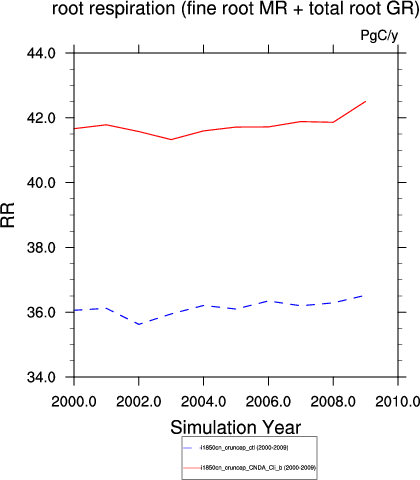 root respiration (fine root MR + total root GR)
PgC/y
44.0
42.0
40.0
38.0
36.0
34.0
RR
2000.0 2002.0 2004.0 2006.0 2008.0 2010.0
Simulation Year
i1850cn_cruncep_ctl (2000-2009)
i1850cn_cruncep_CNDA_Cli_b (2000-2009)